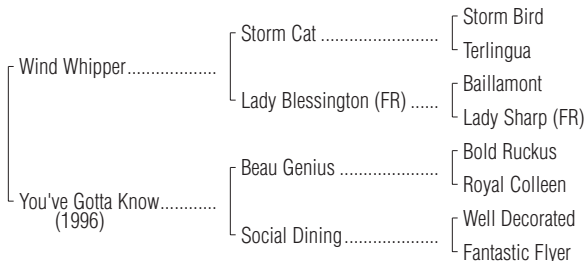 Storm Bird
Storm Cat ..........................
Terlingua
Wind Whipper....................
Baillamont
Lady Blessington (FR) ......
Lady Sharp (FR)
Bold Ruckus
Beau Genius ......................
Royal Colleen
You've Gotta Know............
(1996)
Well Decorated
Social Dining.....................
Fantastic Flyer